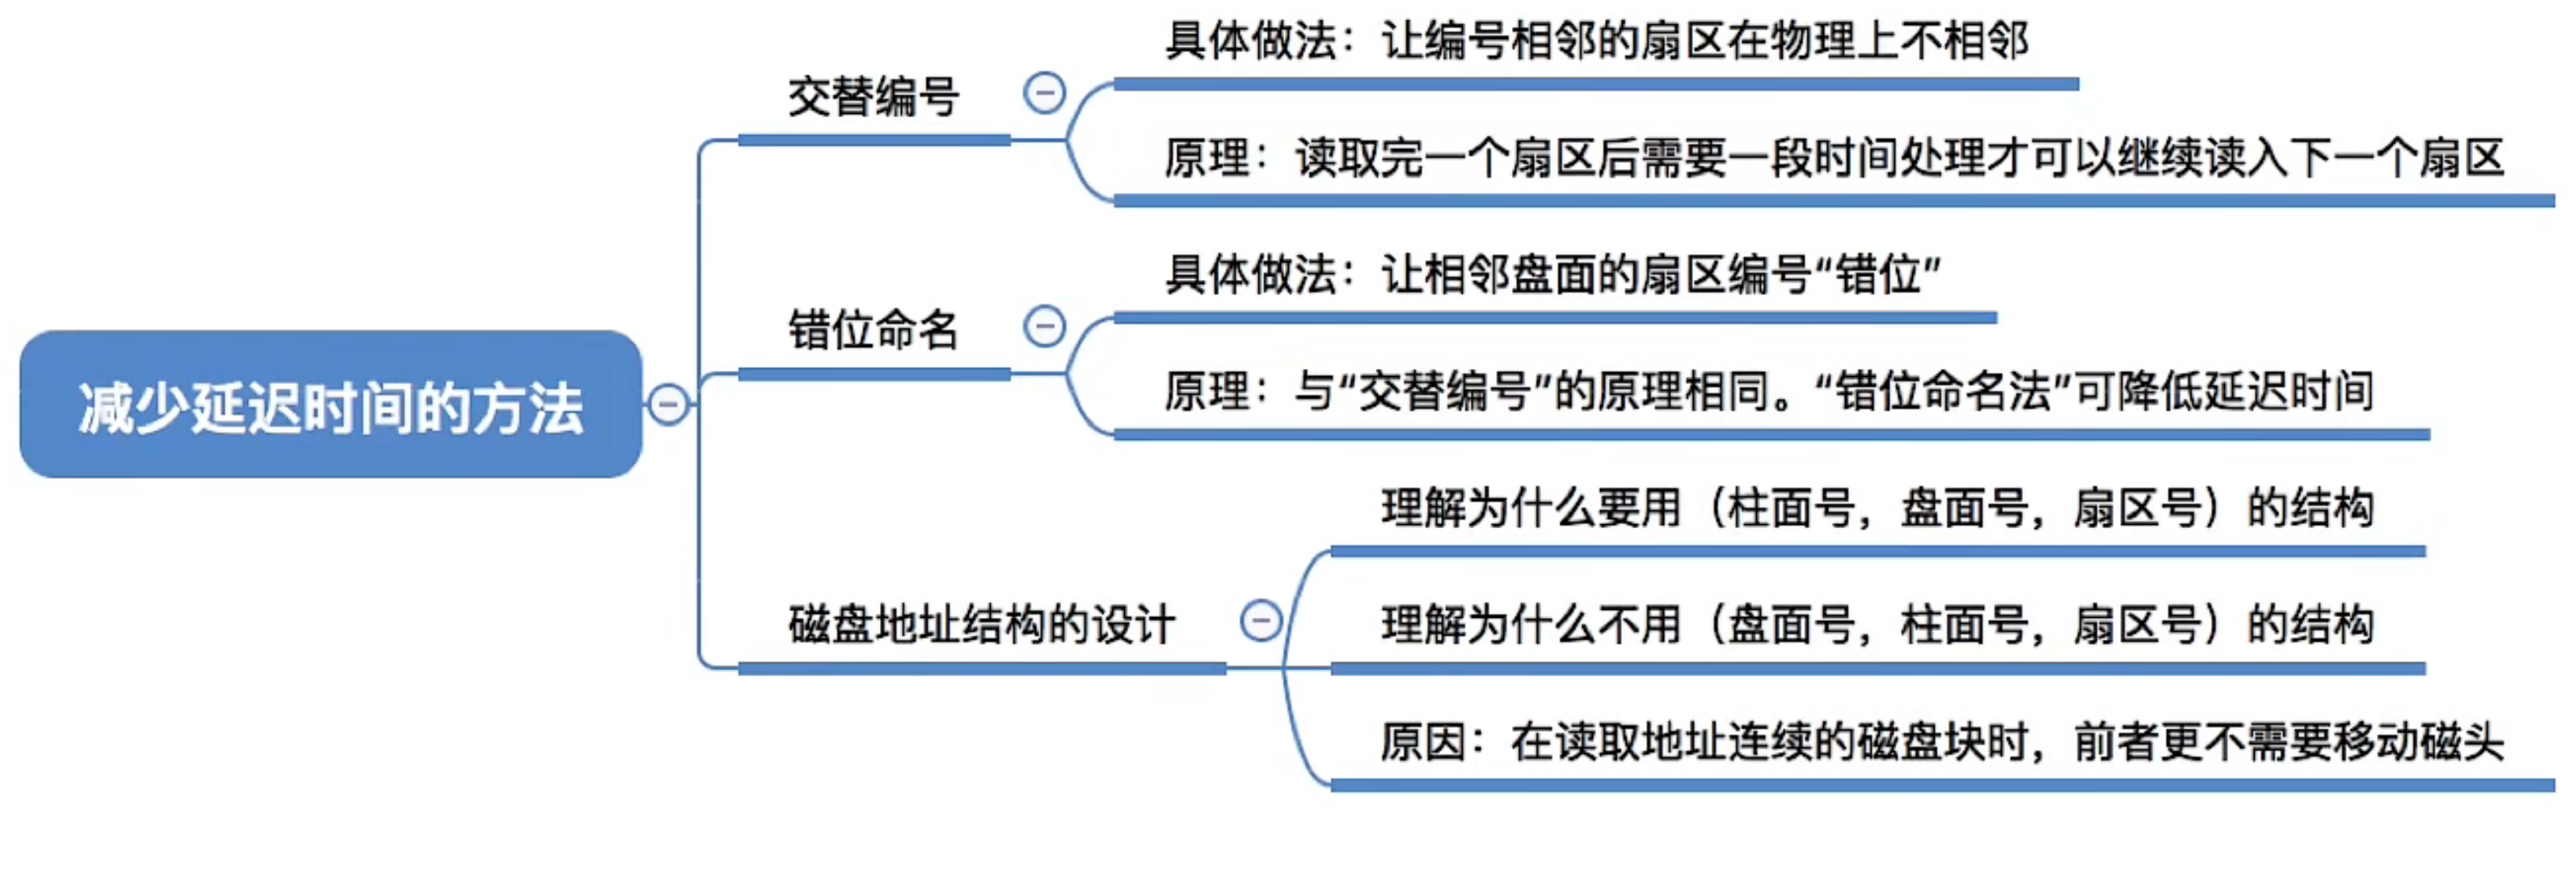 减少延迟时间的方法
交替编号
具体做法：让编号相邻的扇区在物理上不相邻
原理：读取完一个扇区后需要一段时间处理才可以继续读入下一个扇区
错位命名
具体做法：让相邻盘面的扇区编号“错位”
原理：与“交替编号”的原理相同。“错位命名法”可降低延迟时间
磁盘地址结构的设计
理解为什么要用（柱面号，盘面号，扇区号）的结构
理解为什么不用（盘面号，柱面号，扇区号）的结构
原因：在读取地址连续的磁盘块时，前者更不需要移动磁头